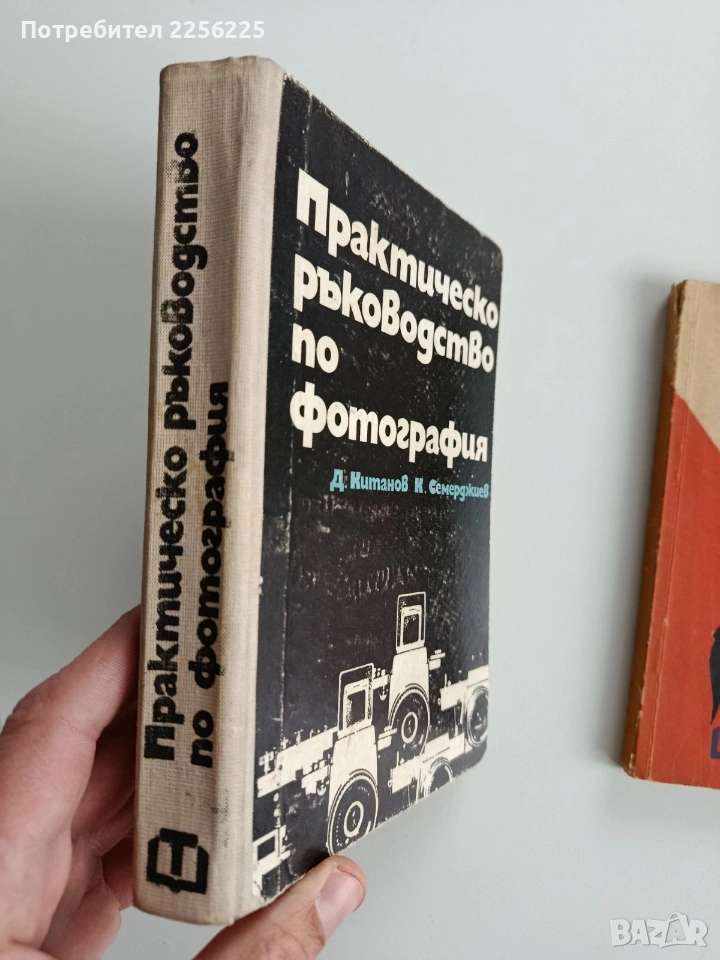 Потребител 2256225
Практическо ръководство
по фотография
Практическо
ръководство
по
фотография
Д. Китанов К. Семерджиев
BAZAR